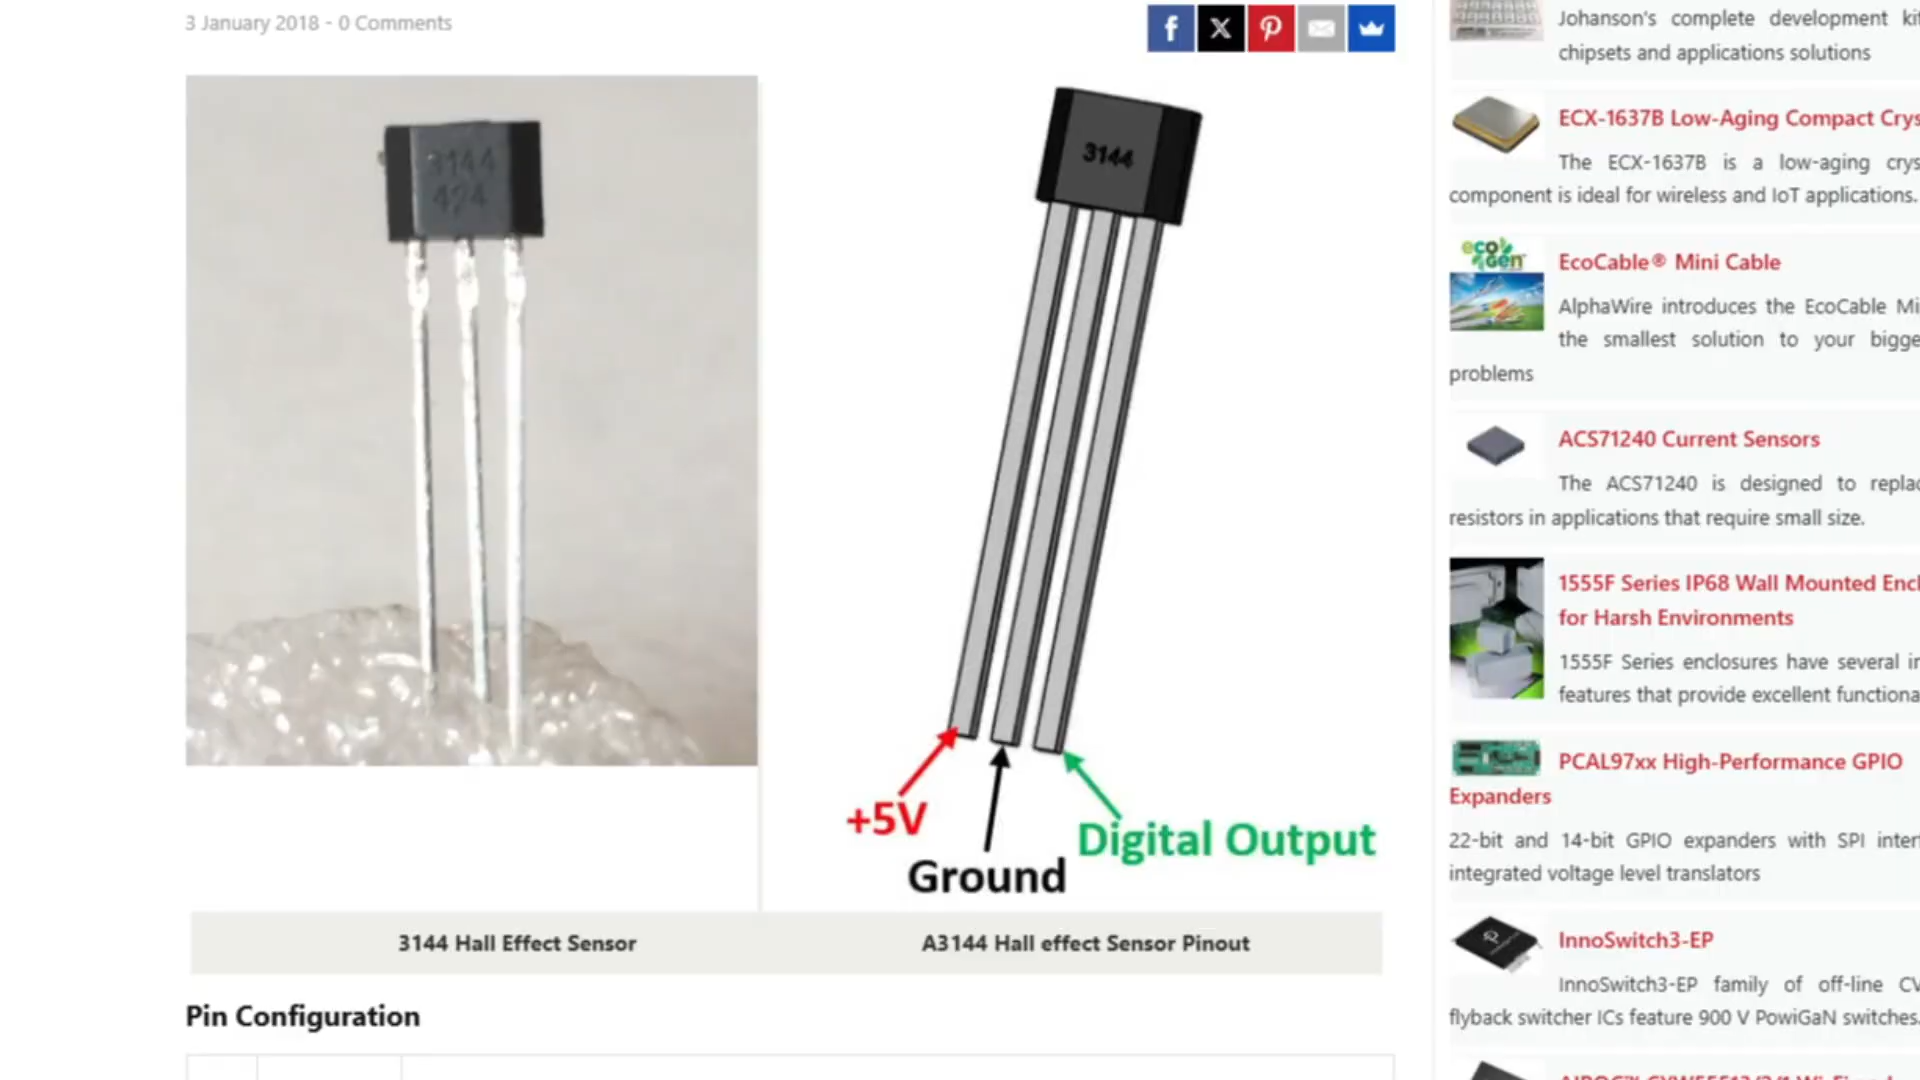 3 January 2018 - 0 Comments
3144
424
3144
+5V
Ground
Digital Output
3144 Hall Effect Sensor
A3144 Hall effect Sensor Pinout
Pin Configuration
Johanson's complete development
chipsets and applications solutions
ECX-1637B Low-Aging Compact
The ECX-1637B is a low-aging
component is ideal for wireless and IoT applications.
eco
Gen
EcoCable® Mini Cable
AlphaWire introduces the EcoCable
the smallest solution to your
problems
ACS71240 Current Sensors
The ACS71240 is designed to
resistors in applications that require small size.
1555F Series IP68 Wall Mounted
for Harsh Environments
1555F Series enclosures have several
features that provide excellent
PCAL97xx High-Performance GPIO
Expanders
22-bit and 14-bit GPIO expanders with SPI
integrated voltage level translators
InnoSwitch3-EP
InnoSwitch3-EP family of off-line
flyback switcher ICs feature 900 V PowiGaN switches.